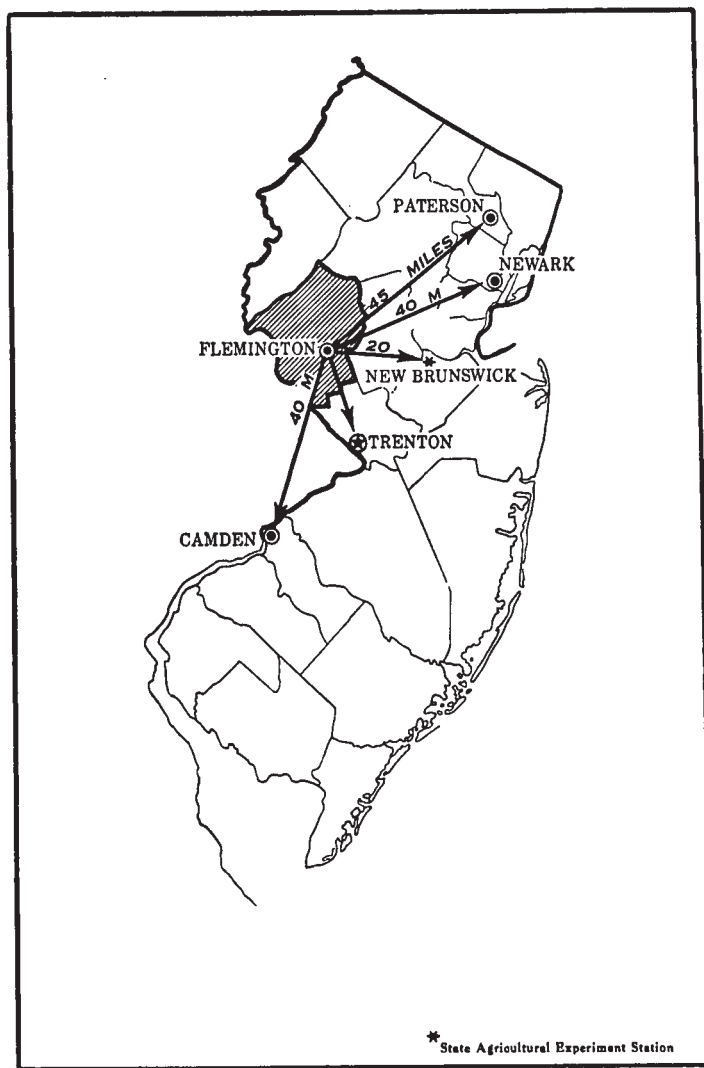 PATERSON
NEWARK
45 MILES
40 M
FLEMINGTON
20
NEW BRUNSWICK
40 M
TRENTON
CAMDEN
*State Agricultural Experiment Station